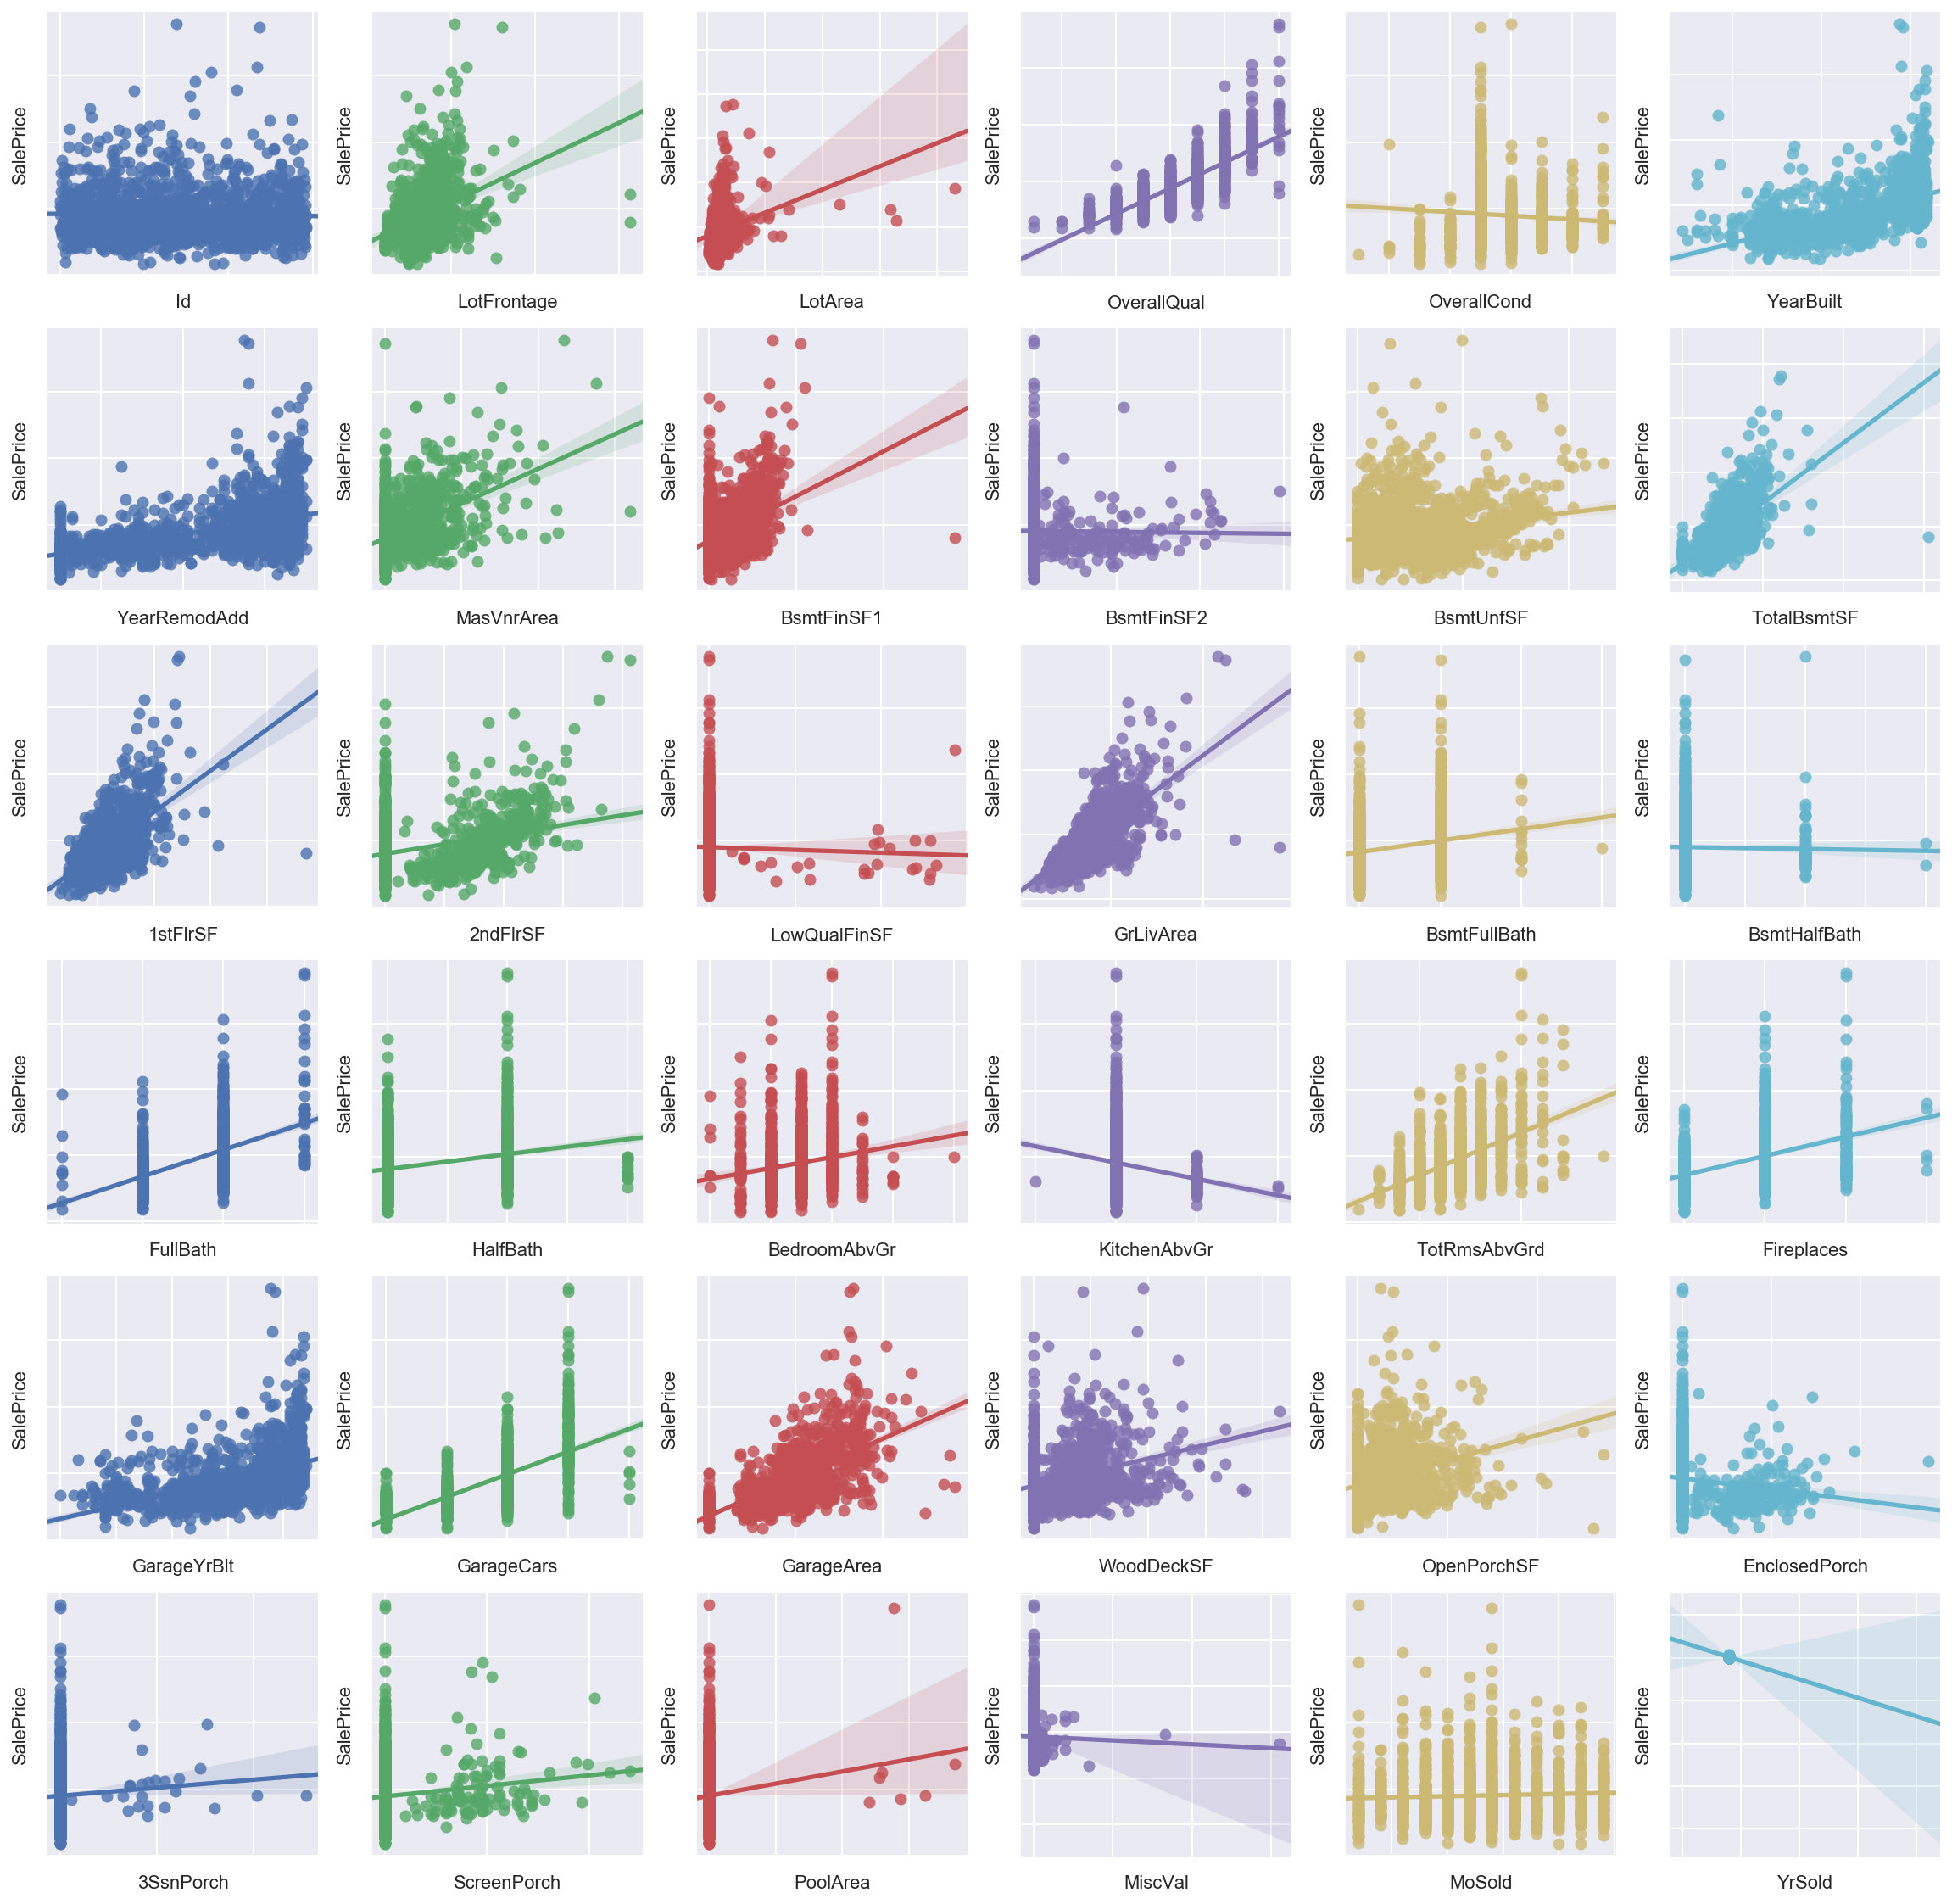 SalePrice SalePrice SalePrice SalePrice SalePrice SalePrice
Id LotFrontage LotArea OverallQual OverallCond YearBuilt
SalePrice SalePrice SalePrice SalePrice SalePrice SalePrice
YearRemodAdd MasVnrArea BsmtFinSF1 BsmtFinSF2 BsmtUnfSF TotalBsmtSF
SalePrice SalePrice SalePrice SalePrice SalePrice SalePrice
1stFlrSF 2ndFlrSF LowQualFinSF GrLivArea BsmtFullBath BsmtHalfBath
SalePrice SalePrice SalePrice SalePrice SalePrice SalePrice
FullBath HalfBath BedroomAbvGr KitchenAbvGr TotRmsAbvGrd Fireplaces
SalePrice SalePrice SalePrice SalePrice SalePrice SalePrice
GarageYrBlt GarageCars GarageArea WoodDeckSF OpenPorchSF EnclosedPorch
SalePrice SalePrice SalePrice SalePrice SalePrice SalePrice
3SsnPorch ScreenPorch PoolArea MiscVal MoSold YrSold